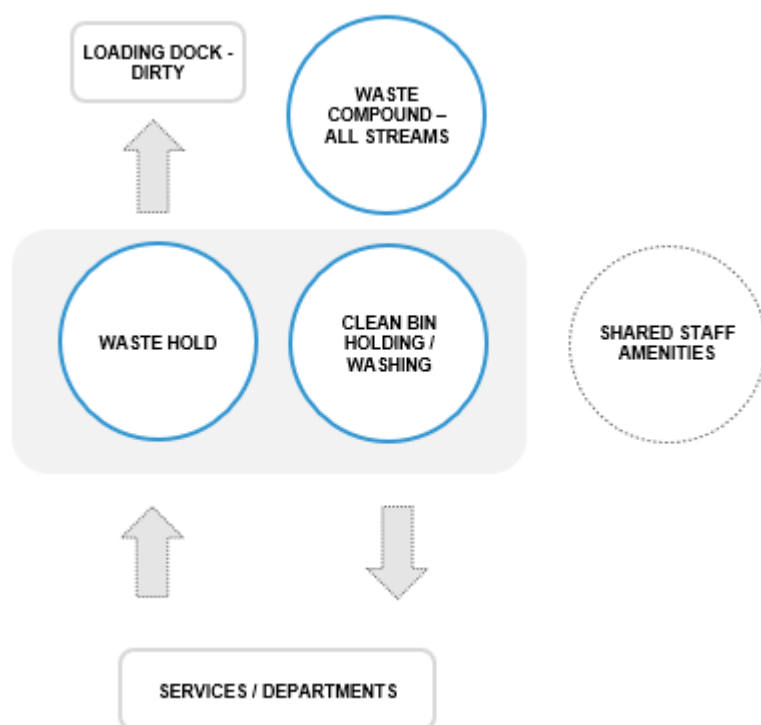 LOADING DOCK -
DIRTY
WASTE
COMPOUND –
ALL STREAMS
WASTE HOLD
CLEAN BIN
HOLDING /
WASHING
SHARED STAFF
AMENITIES
SERVICES / DEPARTMENTS